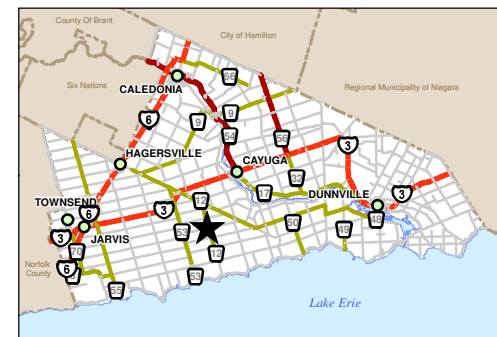 County Of Brant
City of Hamilton
Six Nations
Regional Municipality of Niagara
66
CALEDONIA
6
9
9
54
56
3
HAGERSVILLE
CAYUGA
32
17
DUNNVILLE
3
TOWNSEND
12
3
6
50
49
3
JARVIS
53
70
12
Norfolk
County
6
53
55
Lake Erie